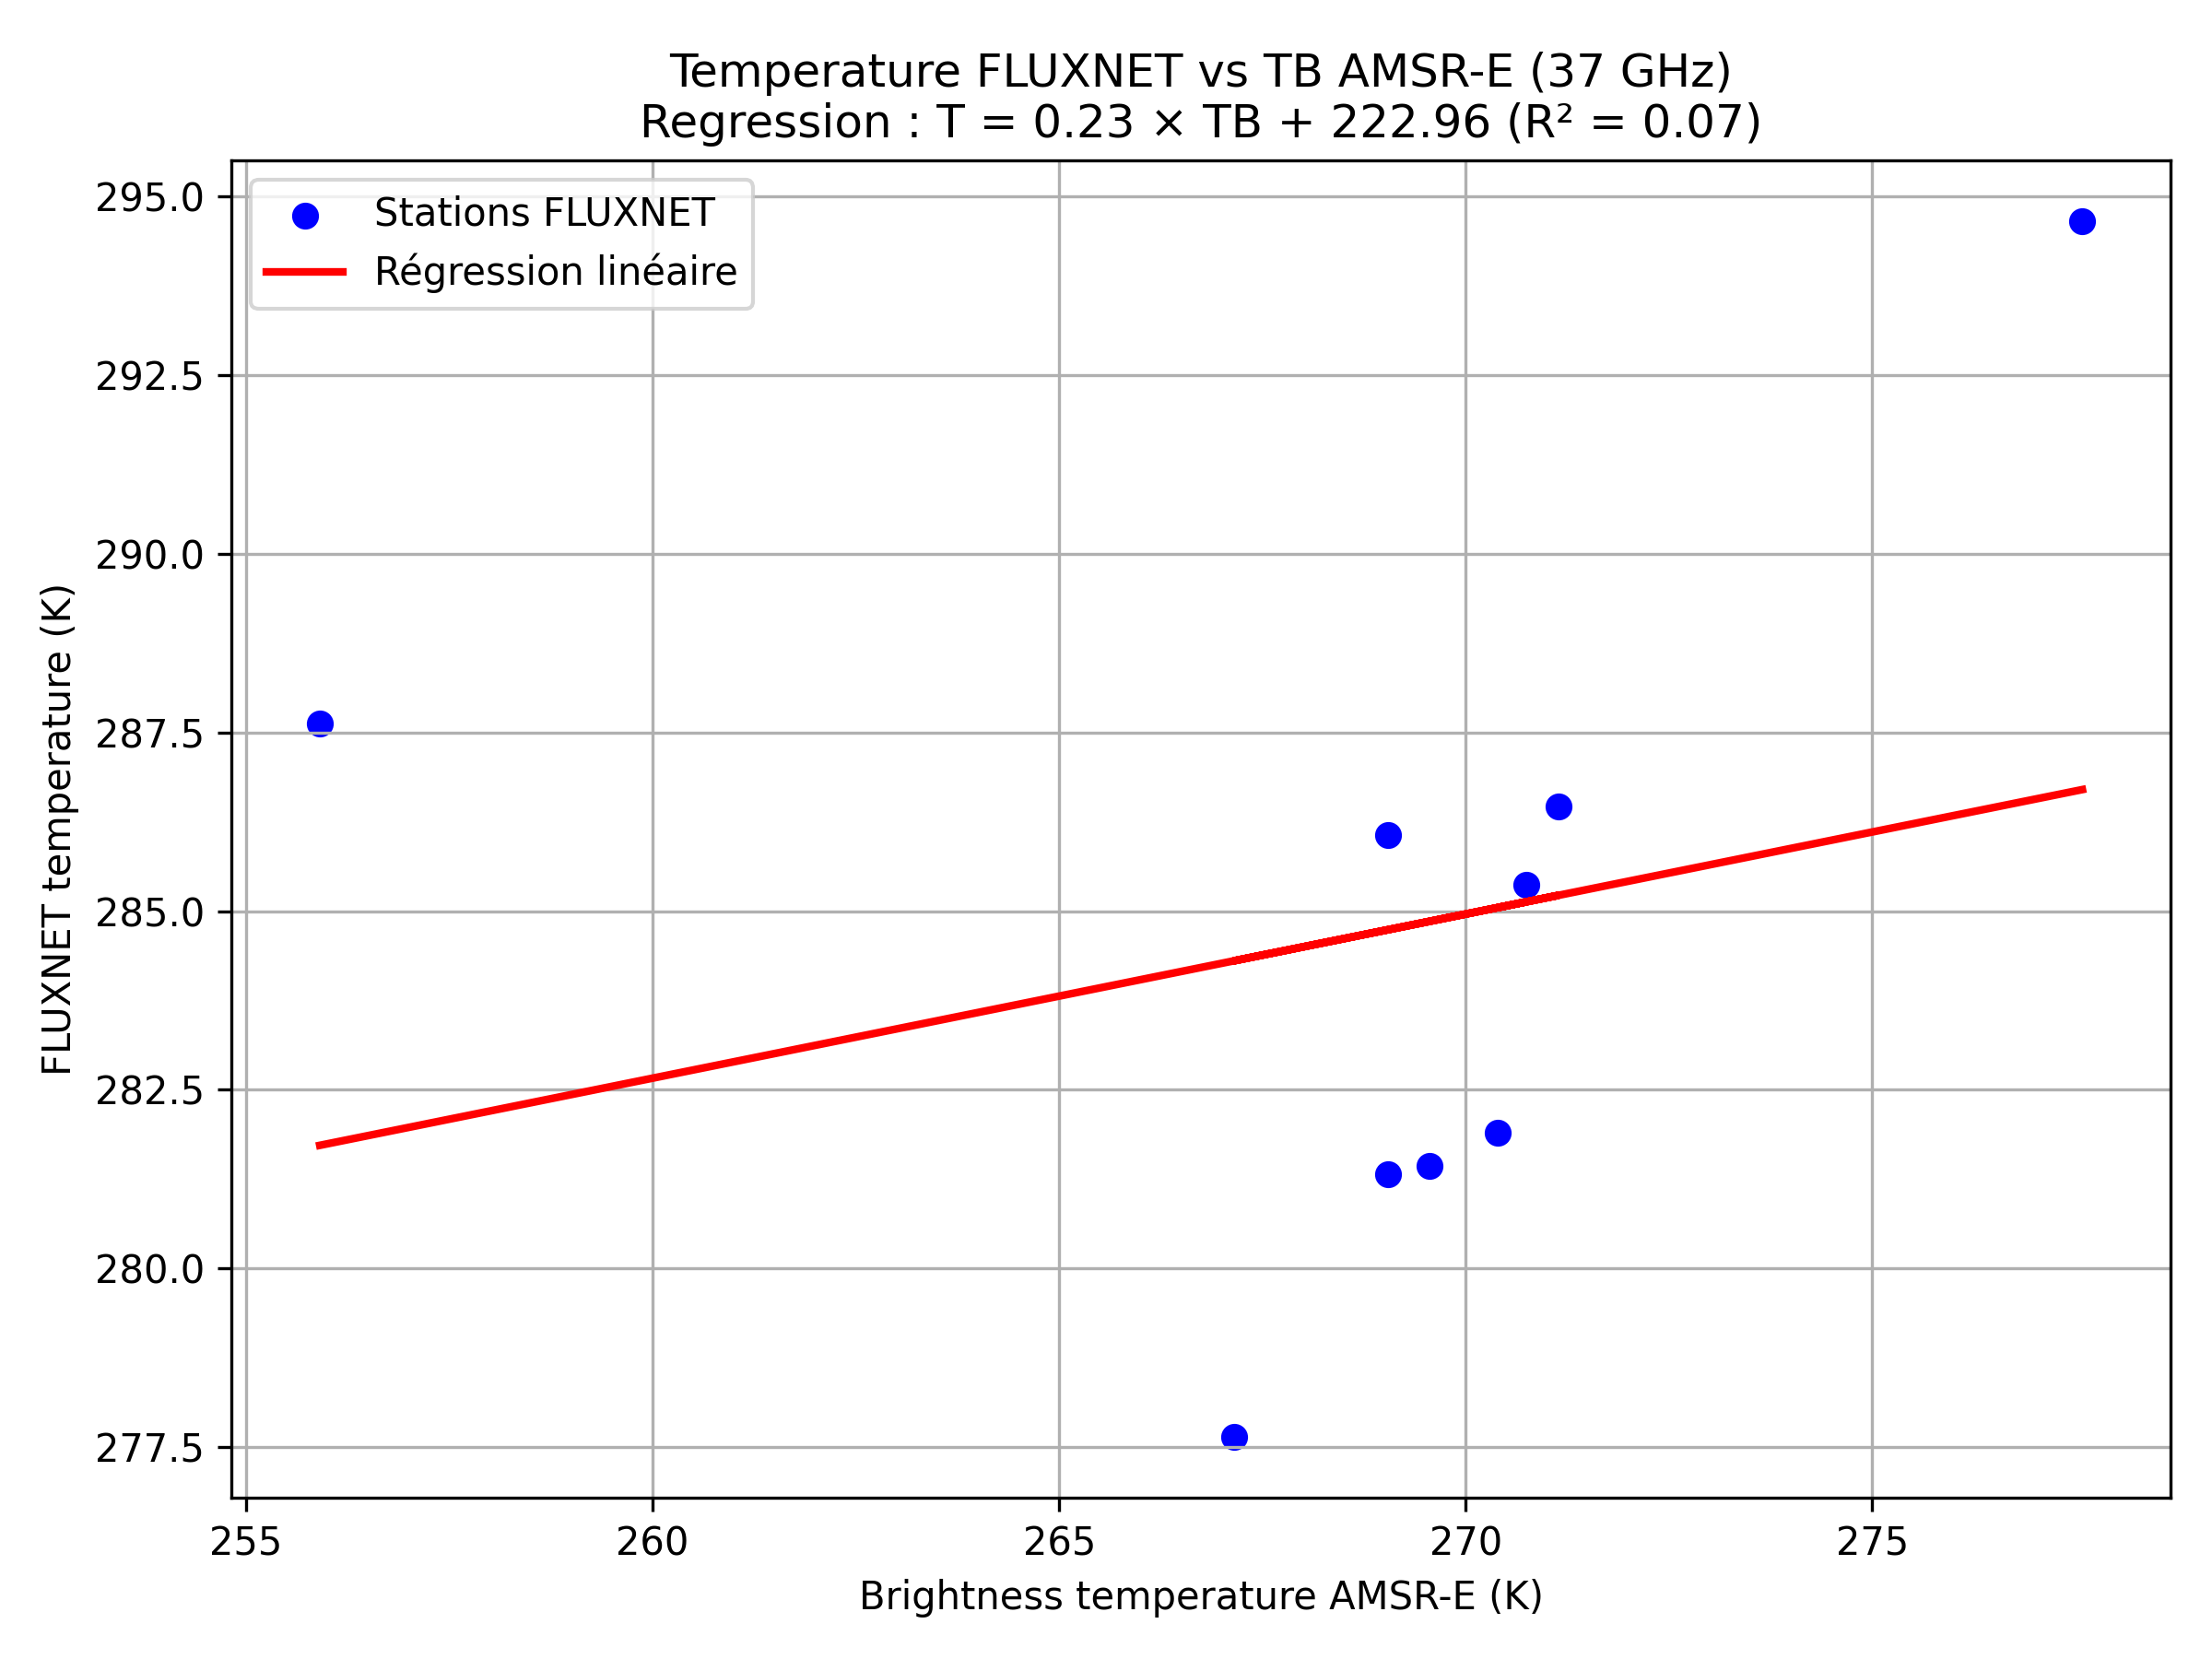 Temperature FLUXNET vs TB AMSR-E (37 GHz)
Regression : T = 0.23 × TB + 222.96 (R² = 0.07)
Stations FLUXNET
Régression linéaire
295.0
292.5
290.0
287.5
285.0
282.5
280.0
277.5
FLUXNET temperature (K)
255 260 265 270 275
Brightness temperature AMSR-E (K)